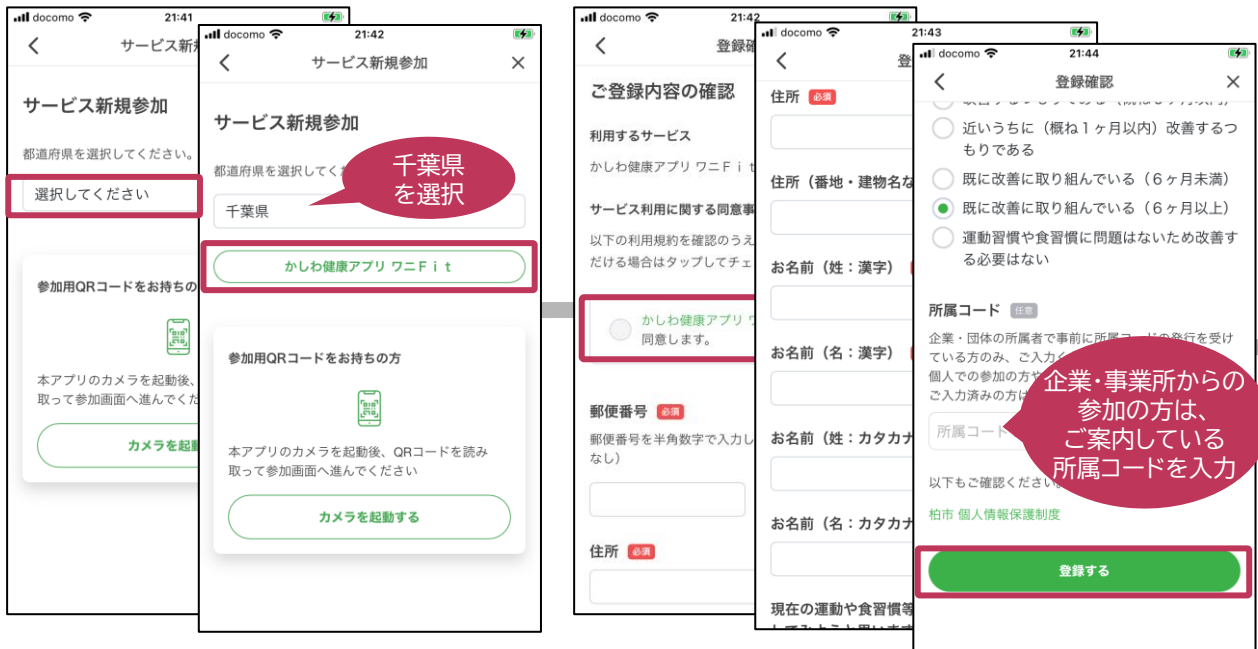 docomo 21:41
サービス新規
サービス新規参加
都道府県を選択してください。
選択してください
参加用QRコードをお持ちの
本アプリのカメラを起動後、
取って参加画面へ進んでくだ
カメラを起動
docomo 21:42
サービス新規参加
サービス新規参加
都道府県を選択してくだ
千葉県
千葉県
を選択
かしわ健康アプリ ワニFit
参加用QRコードをお持ちの方
本アプリのカメラを起動後、QRコードを読み
取って参加画面へ進んでください
カメラを起動する
docomo 21:42
登録確
ご登録内容の確認
利用するサービス
かしわ健康アプリ ワニFit
サービス利用に関する同意事
以下の利用規約を確認のうえ
だける場合はタップしてチェ
かしわ健康アプリ ワ
同意します。
郵便番号 必須
郵便番号を半角数字で入力し
なし）
住所 必須
docomo 21:43
登
住所 必須
住所（番地・建物名な
お名前（姓：漢字）
お名前（名：漢字）
お名前（姓：カタカナ
お名前（名：カタカナ
現在の運動や食習慣等
docomo 21:44
登録確認
近いうちに（概ね１ヶ月以内）改善するつ
もりである
既に改善に取り組んでいる（６ヶ月未満）
既に改善に取り組んでいる（６ヶ月以上）
運動習慣や食習慣に問題はないため改善す
る必要はない
所属コード 任意
企業・団体の所属者で事前に所属コードの発行を受け
ている方のみ、ご入力く
個人での参加の方や
ご入力済みの方は
所属コード
企業・事業所からの
参加の方は、
ご案内している
所属コードを入力
以下もご確認ください。
柏市 個人情報保護制度
登録する